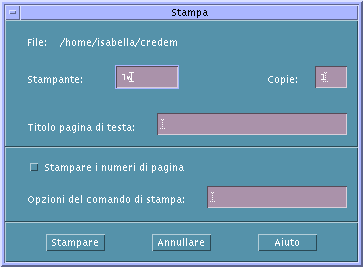 Stampa
File: /home/isabella/credem
Stampante: lw Copie: 1
Titolo pagina di testa:
Stampare i numeri di pagina
Opzioni del comando di stampa:
Stampare Annullare Aiuto